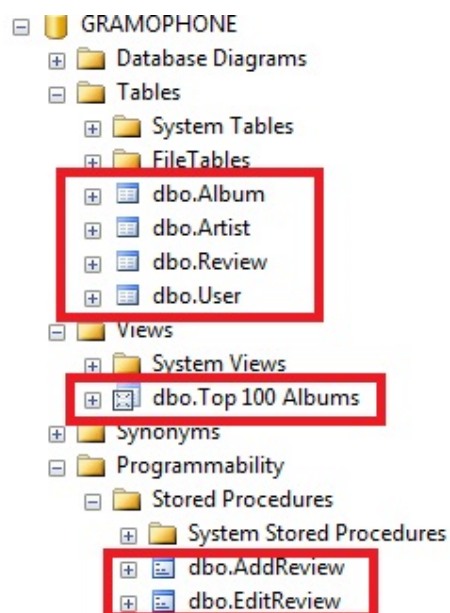 GRAMOPHONE
Database Diagrams
Tables
System Tables
FileTables
dbo.Album
dbo.Artist
dbo.Review
dbo.User
Views
System Views
dbo.Top 100 Albums
Synonyms
Programmability
Stored Procedures
System Stored Procedures
dbo.AddReview
dbo.EditReview